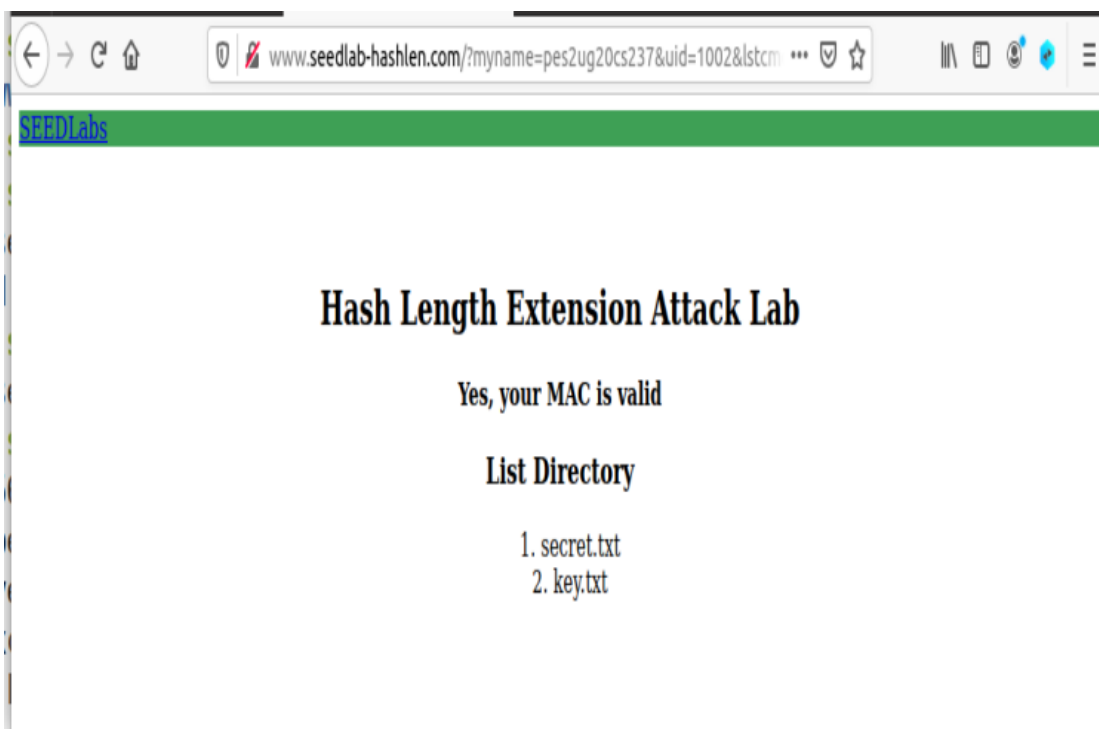 www.seedlab-hashlen.com/?myname=pes2ug20cs237&uid=1002&lstcm
SEEDLabs
Hash Length Extension Attack Lab
Yes, your MAC is valid
List Directory
1. secret.txt
2. key.txt